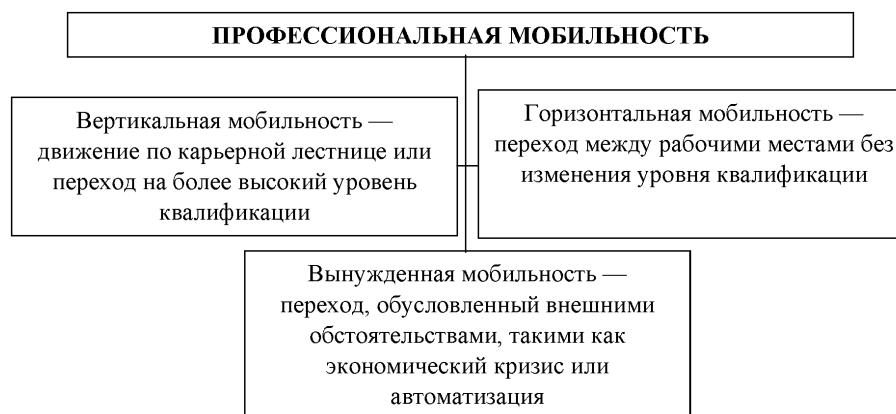 ПРОФЕССИОНАЛЬНАЯ МОБИЛЬНОСТЬ
Вертикальная мобильность —
движение по карьерной лестнице или
переход на более высокий уровень
квалификации
Горизонтальная мобильность —
переход между рабочими местами без
изменения уровня квалификации
Вынужденная мобильность —
переход, обусловленный внешними
обстоятельствами, такими как
экономический кризис или
автоматизация